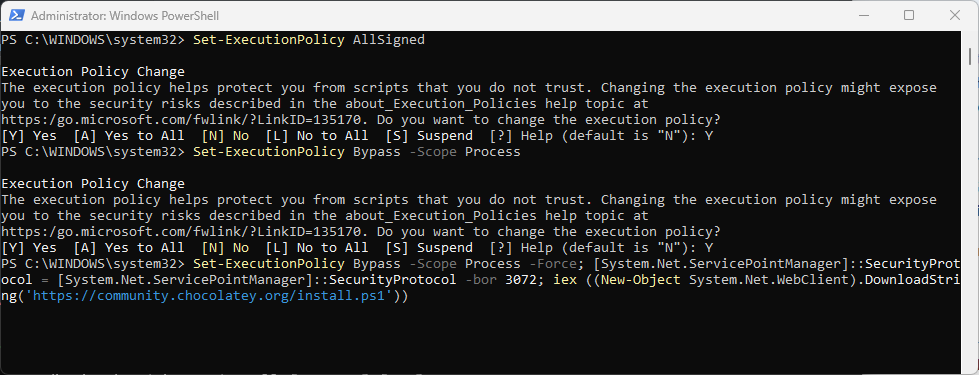 Administrator: Windows PowerShell
PS C:\WINDOWS\system32> Set-ExecutionPolicy AllSigned
Execution Policy Change
The execution policy helps protect you from scripts that you do not trust. Changing the execution policy might expose
you to the security risks described in the about_Execution_Policies help topic at
https:/go.microsoft.com/fwlink/?LinkID=135170. Do you want to change the execution policy?
[Y] Yes  [A] Yes to All  [N] No  [L] No to All  [S] Suspend  [?] Help (default is "N"): Y
PS C:\WINDOWS\system32> Set-ExecutionPolicy Bypass -Scope Process
Execution Policy Change
The execution policy helps protect you from scripts that you do not trust. Changing the execution policy might expose
you to the security risks described in the about_Execution_Policies help topic at
https:/go.microsoft.com/fwlink/?LinkID=135170. Do you want to change the execution policy?
[Y] Yes  [A] Yes to All  [N] No  [L] No to All  [S] Suspend  [?] Help (default is "N"): Y
PS C:\WINDOWS\system32> Set-ExecutionPolicy Bypass -Scope Process -Force; [System.Net.ServicePointManager]::SecurityProt
ocol = [System.Net.ServicePointManager]::SecurityProtocol -bor 3072; iex ((New-Object System.Net.WebClient).DownloadStri
ng('https://community.chocolatey.org/install.ps1'))